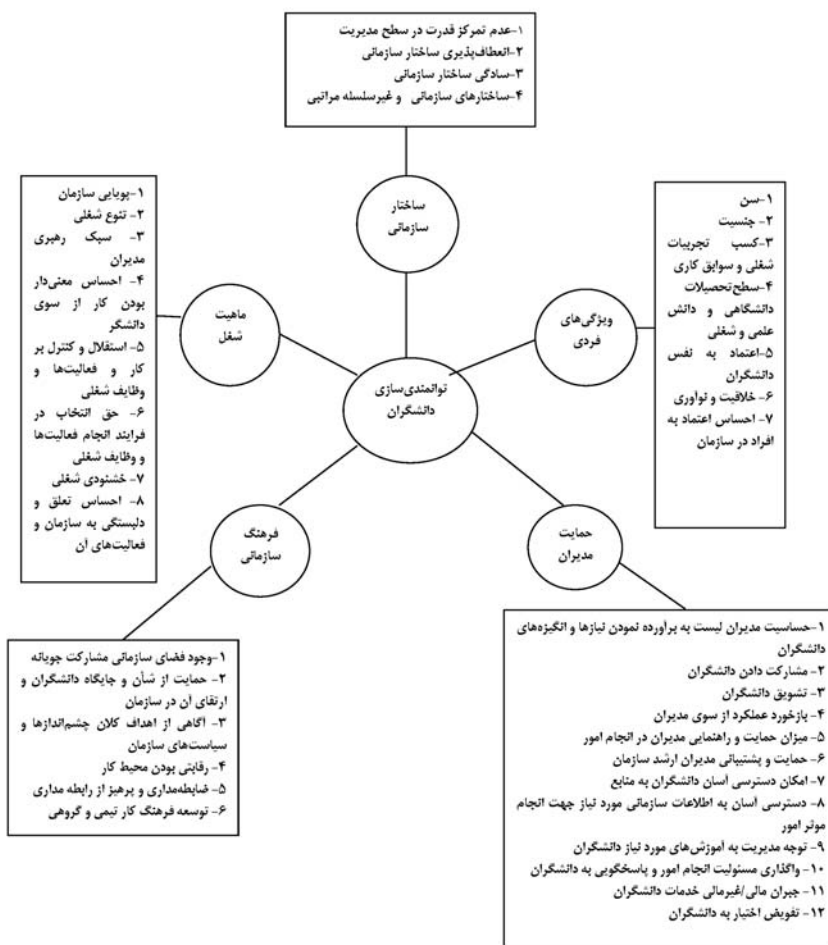 ۱-عدم تمرکز قدرت در سطح مدیریت
۲-انعطاف‌پذیری ساختار سازمانی
۳-سادگی ساختار سازمانی
۴-ساختارهای سازمانی و غیرسلسله مراتبی
ساختار
سازمانی
۱-سن
۲- جنسیت
۳-کسب تجربیات
شغلی و سوابق کاری
۴-سطح‌تحصیلات
دانشگاهی و دانش
علمی و شغلی
۵-اعتماد به نفس
دانشگران
۶- خلاقیت و نوآوری
۷- احساس اعتماد به
افراد در سازمان
ویژگی‌های
فردی
۱-پویایی سازمان
۲- تنوع شغلی
۳- سبک رهبری
مدیران
۴- احساس معنی‌دار
بودن کار از سوی
دانشگر
۵- استقلال و کنترل بر
کار و فعالیت‌ها و
وظایف شغلی
۶- حق انتخاب در
فرایند انجام فعالیت‌ها
و وظایف شغلی
۷- خشنودی شغلی
۸- احساس تعلق و
دلبستگی به سازمان و
فعالیت‌های آن
ماهیت
شغل
توانمندی‌سازی
دانشگران
حمایت
مدیران
فرهنگ
سازمانی
۱-حساسیت مدیران لیست به برآورده نمودن نیازها و انگیزه‌های
دانشگران
۲- مشارکت دادن دانشگران
۳- تشویق دانشگران
۴- بازخورد عملکرد از سوی مدیران
۵- میزان حمایت و راهنمایی مدیران در انجام امور
۶- حمایت و پشتیبانی مدیران ارشد سازمان
۷- امکان دسترسی آسان دانشگران به منابع
۸- دسترسی آسان به اطلاعات سازمانی مورد نیاز جهت انجام
موثر امور
۹- توجه مدیریت به آموزش‌های مورد نیاز دانشگران
۱۰- واگذاری مسئولیت انجام امور و پاسخگویی به دانشگران
۱۱- جبران مالی/غیرمالی خدمات دانشگران
۱۲- تفویض اختیار به دانشگران
۱-وجود فضای سازمانی مشارکت جویانه
۲- حمایت از شأن و جایگاه دانشگران و
ارتقای آن در سازمان
۳- آگاهی از اهداف کلان چشم‌اندازها و
سیاست‌های سازمان
۴- رقابتی بودن محیط کار
۵- ضابطه‌مداری و پرهیز از رابطه مداری
۶- توسعه فرهنگ کار تیمی و گروهی